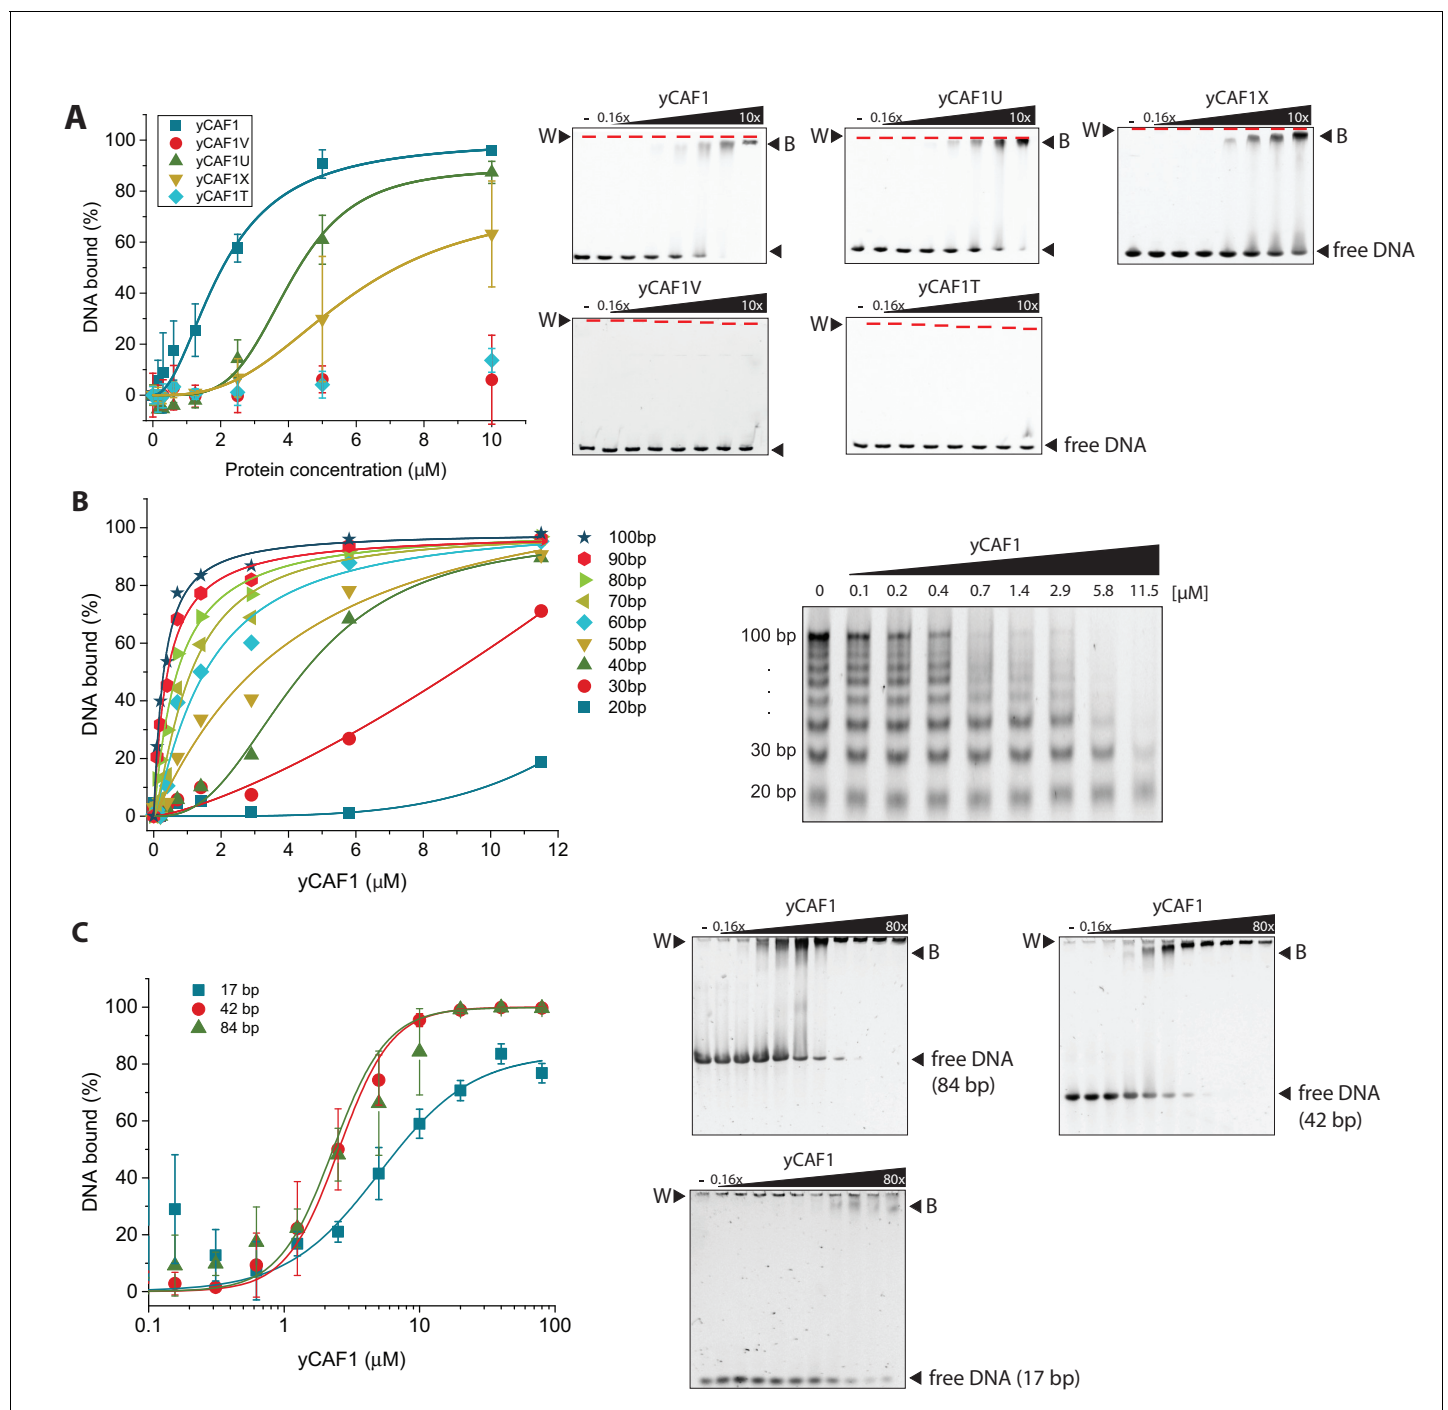 A
yCAF1
yCAF1V
yCAF1U
yCAF1X
yCAF1T
DNA bound (%)
100
80
60
40
20
0
0 2 4 6 8 10
Protein concentration (μM)
yCAF1
- 0.16x 10x
W
B
yCAF1U
- 0.16x 10x
W
B
yCAF1X
- 0.16x 10x
W
B
free DNA
yCAF1V
- 0.16x 10x
W
yCAF1T
- 0.16x 10x
W
free DNA
B
DNA bound (%)
100
80
60
40
20
0
0 2 4 6 8 10 12
yCAF1 (μM)
100bp
90bp
80bp
70bp
60bp
50bp
40bp
30bp
20bp
yCAF1
0 0.1 0.2 0.4 0.7 1.4 2.9 5.8 11.5 [μM]
100 bp
.
.
.
30 bp
20 bp
C
17 bp
42 bp
84 bp
DNA bound (%)
100
80
60
40
20
0
0.1 1 10 100
yCAF1 (μM)
yCAF1
- 0.16x 80x
W
B
free DNA
(84 bp)
yCAF1
- 0.16x 80x
W
B
free DNA
(42 bp)
yCAF1
- 0.16x 80x
W
B
free DNA (17 bp)